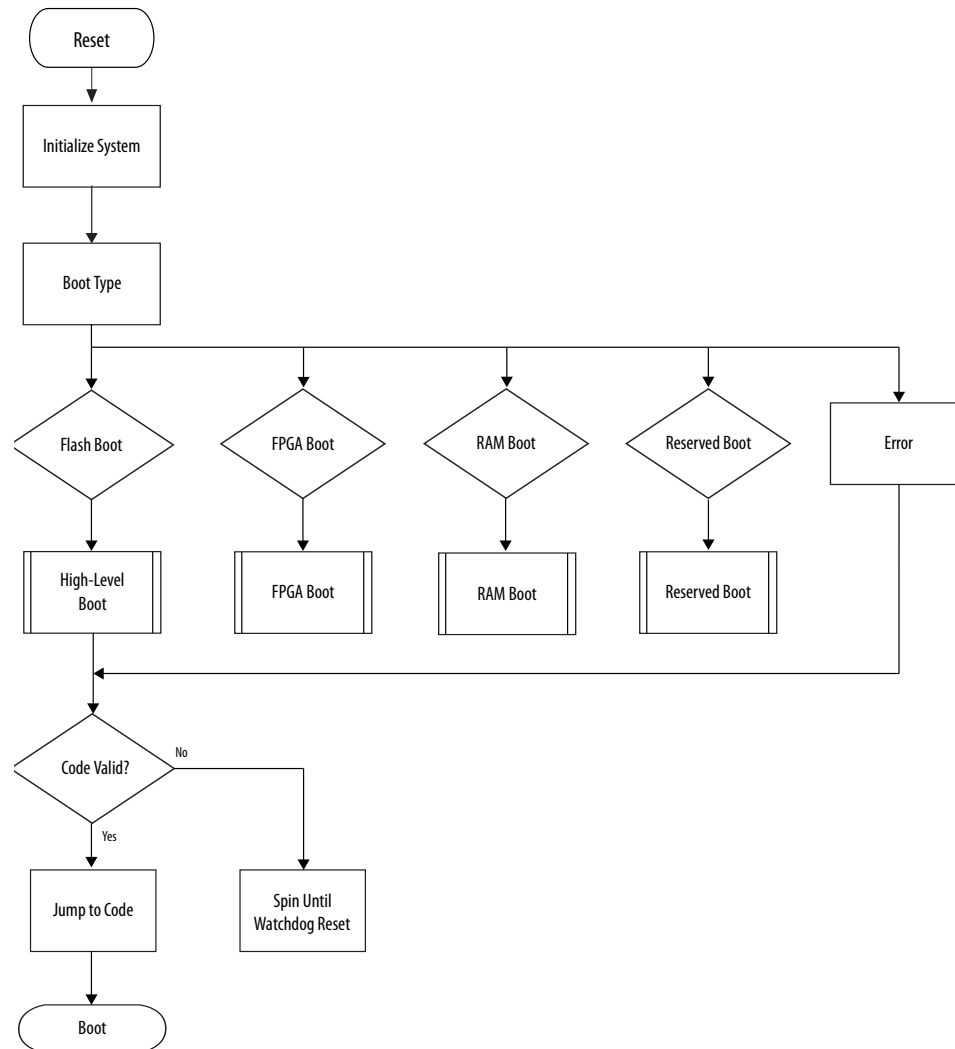 Reset
Initialize System
Boot Type
Flash Boot
FPGA Boot
RAM Boot
Reserved Boot
Error
High-Level
Boot
FPGA Boot
RAM Boot
Reserved Boot
Code Valid?
No
Yes
Jump to Code
Spin Until
Watchdog Reset
Boot